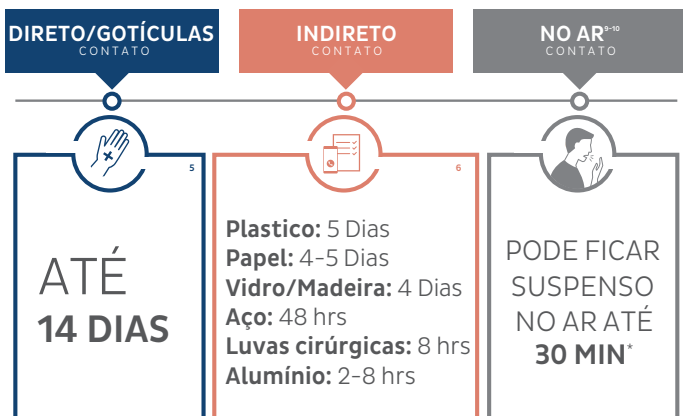 DIRETO/GOTÍCULAS
CONTATO
INDIRETO
CONTATO
NO AR⁹⁻¹⁰
CONTATO
5
ATÉ
14 DIAS
6
Plastico: 5 Dias
Papel: 4-5 Dias
Vidro/Madeira: 4 Dias
Aço: 48 hrs
Luvas cirúrgicas: 8 hrs
Alumínio: 2-8 hrs
PODE FICAR
SUSPENSO
NO AR ATÉ
30 MIN*